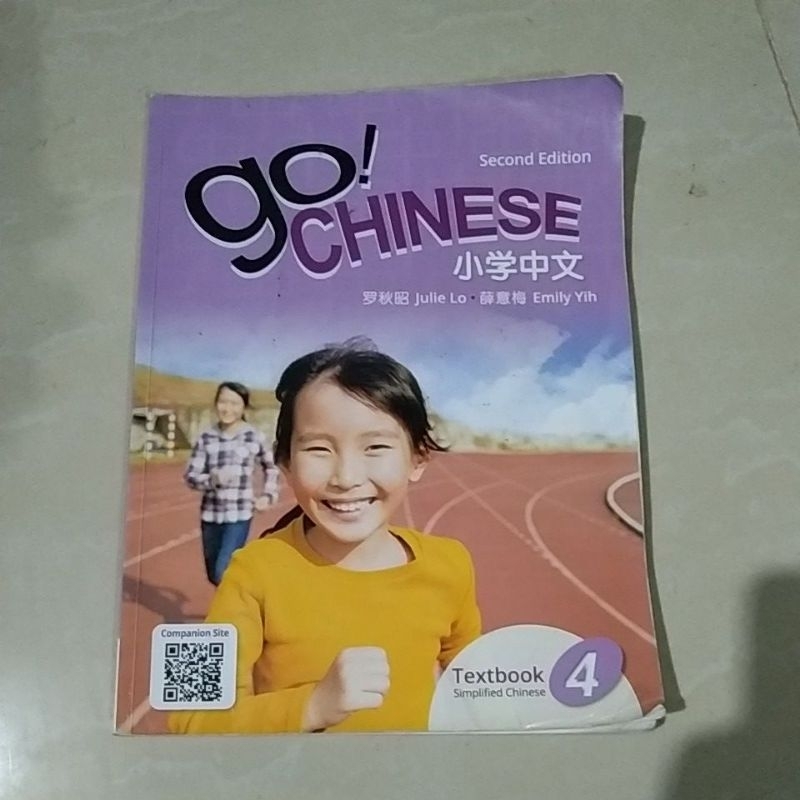 Second Edition
go!
CHINESE
小学中文
罗秋昭 Julie Lo · 薛意梅 Emily Yih
Companion Site
Textbook 4
Simplified Chinese